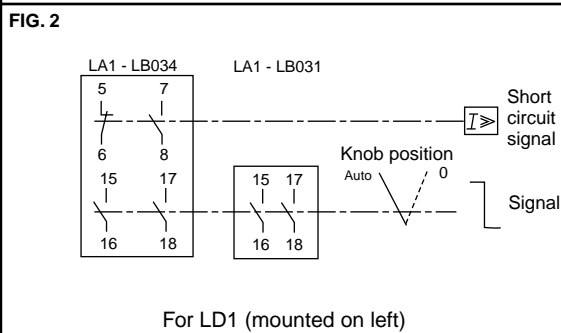 FIG. 2
LA1 - LB034
LA1 - LB031
5 7
Short
circuit
signal
I>>
6 8
Knob position
Auto 0
15 17
15 17
Signal
16 18
16 18
For LD1 (mounted on left)